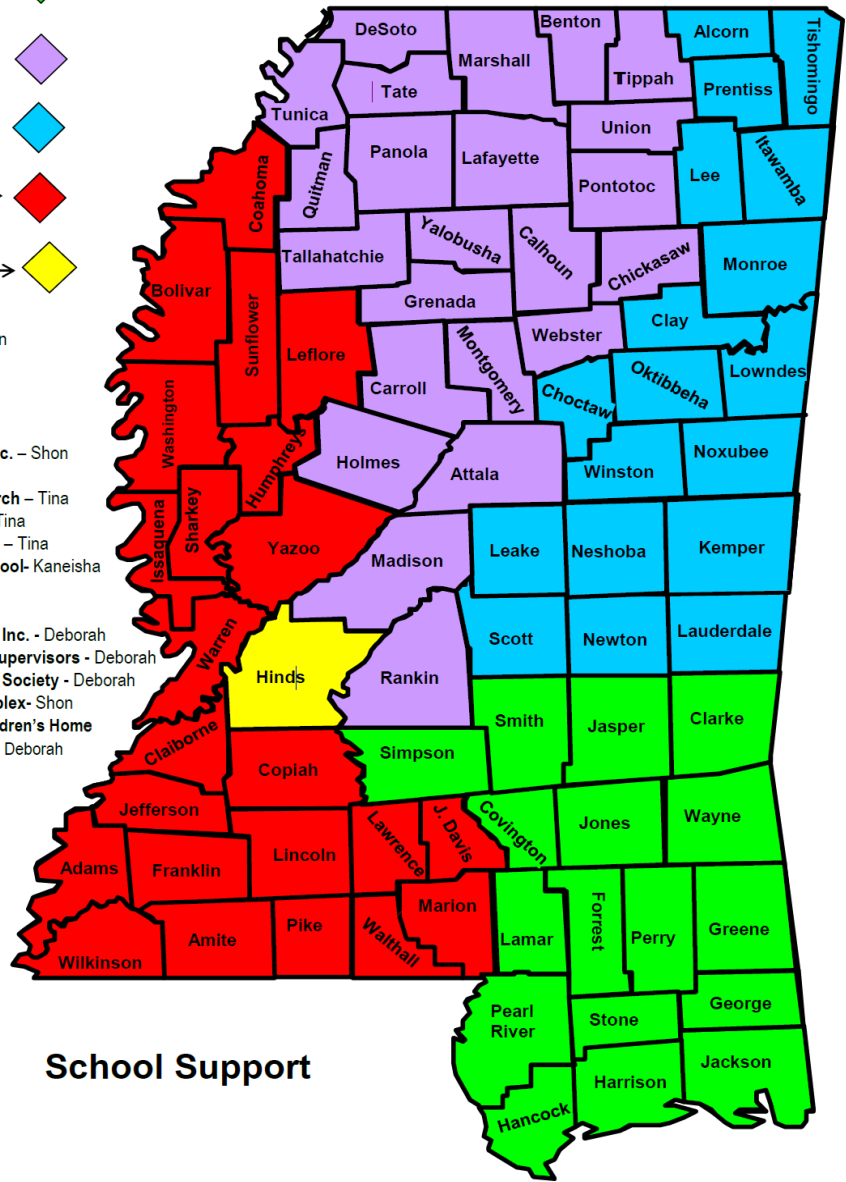 DeSoto
Benton
Alcorn
Tishomingo
Marshall
Tippah
Tate
Prentiss
Tunica
Union
Panola
Lafayette
Itawamba
Coahoma
Quitman
Pontotoc
Lee
Yalobusha
Calhoun
Tallahatchie
Chickasaw
Monroe
Bolivar
Grenada
Sunflower
Clay
Webster
Leflore
Montgomery
Lowndes
Oktibbeha
Carroll
Choctaw
Washington
Noxubee
c. – Shon
Humphreys
Holmes
Attala
Winston
rch – Tina
Tina
Issaquena
Sharkey
– Tina
Yazoo
Leake
Neshoba
Kemper
ool- Kaneisha
Madison
Inc. - Deborah
Warren
Scott
Newton
Lauderdale
upervisors - Deborah
Society - Deborah
Hinds
Rankin
plex- Shon
Smith
Jasper
Clarke
dren’s Home
Deborah
Claiborne
Simpson
Copiah
Jefferson
Lawrence
J. Davis
Covington
Jones
Wayne
Adams
Franklin
Lincoln
Marion
Forrest
Pike
Walthall
Amite
Lamar
Perry
Greene
Wilkinson
Pearl
River
Stone
George
School Support
Harrison
Jackson
Hancock